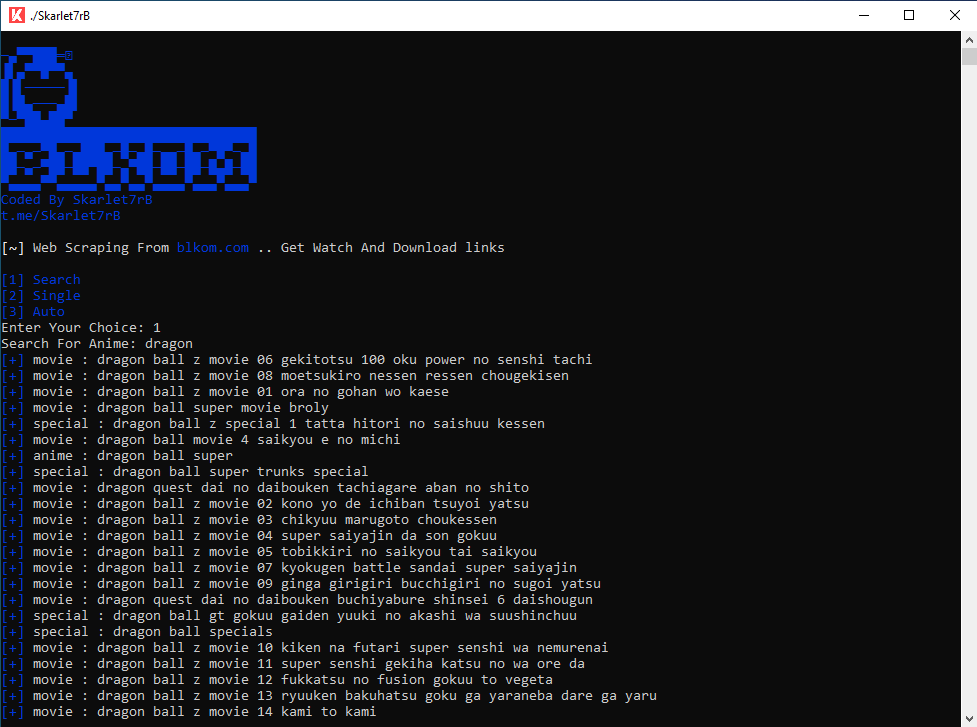 ./Skarlet7rB
BLKOM
Coded By Skarlet7rB
t.me/Skarlet7rB
[~] Web Scraping From blkom.com .. Get Watch And Download links
[1] Search
[2] Single
[3] Auto
Enter Your Choice: 1
Search For Anime: dragon
[+] movie : dragon ball z movie 06 gekitotsu 100 oku power no senshi tachi
[+] movie : dragon ball z movie 08 moetsukiro nessen ressen chougekisen
[+] movie : dragon ball z movie 01 ora no gohan wo kaese
[+] movie : dragon ball super movie broly
[+] special : dragon ball z special 1 tatta hitori no saishuu kessen
[+] movie : dragon ball movie 4 saikyou e no michi
[+] anime : dragon ball super
[+] special : dragon ball super trunks special
[+] movie : dragon quest dai no daibouken tachiagare aban no shito
[+] movie : dragon ball z movie 02 kono yo de ichiban tsuyoi yatsu
[+] movie : dragon ball z movie 03 chikyuu marugoto choukessen
[+] movie : dragon ball z movie 04 super saiyajin da son gokuu
[+] movie : dragon ball z movie 05 tobikkiri no saikyou tai saikyou
[+] movie : dragon ball z movie 07 kyokugen battle sandai super saiyajin
[+] movie : dragon ball z movie 09 ginga girigiri bucchigiri no sugoi yatsu
[+] movie : dragon quest dai no daibouken buchiyabure shinsei 6 daishougun
[+] special : dragon ball gt gokuu gaiden yuuki no akashi wa suushinchuu
[+] special : dragon ball specials
[+] movie : dragon ball z movie 10 kiken na futari super senshi wa nemurenai
[+] movie : dragon ball z movie 11 super senshi gekiha katsu no wa ore da
[+] movie : dragon ball z movie 12 fukkatsu no fusion gokuu to vegeta
[+] movie : dragon ball z movie 13 ryuuken bakuhatsu goku ga yaraneba dare ga yaru
[+] movie : dragon ball z movie 14 kami to kami